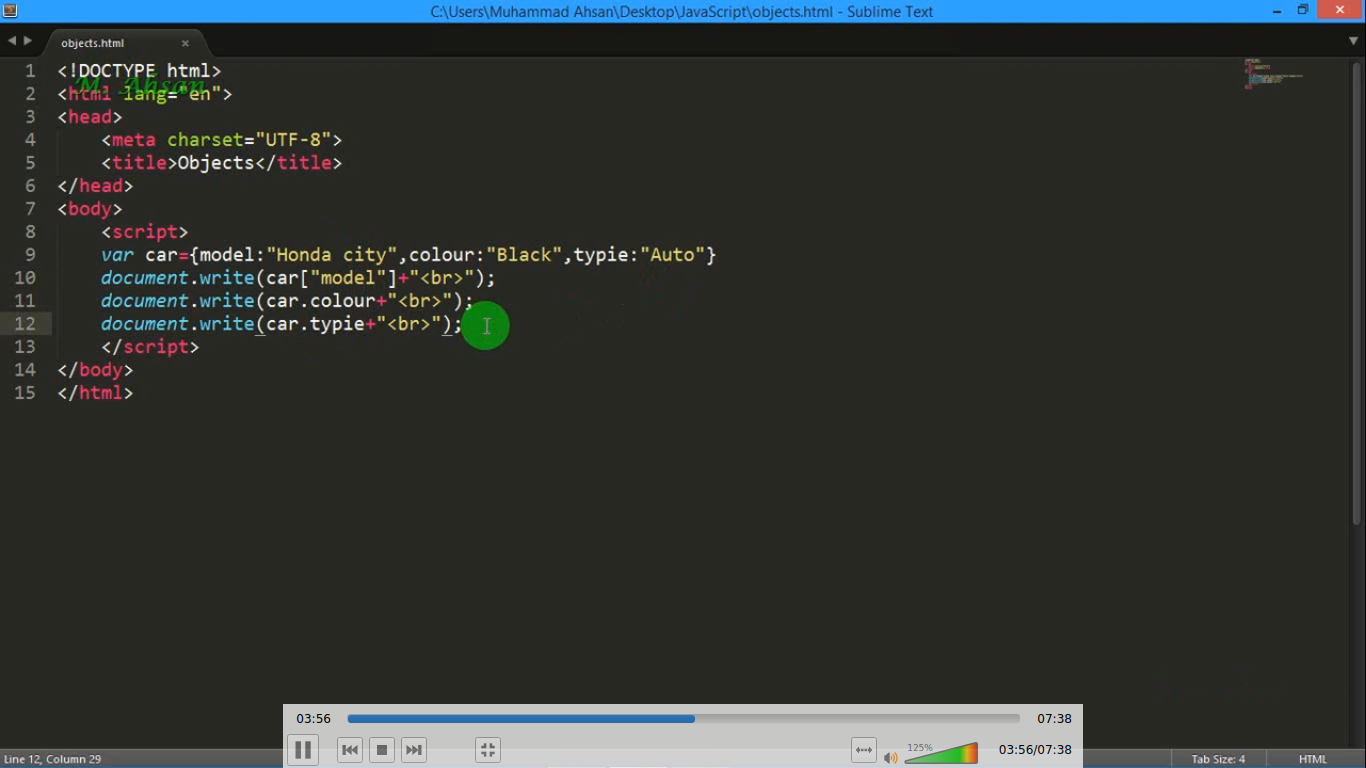 C:\Users\Muhammad Ahsan\Desktop\JavaScript\objects.html - Sublime Text
objects.html
M. Ahsan
1 <!DOCTYPE html>
2 <html lang="en">
3 <head>
4     <meta charset="UTF-8">
5     <title>Objects</title>
6 </head>
7 <body>
8     <script>
9     var car={model:"Honda city",colour:"Black",typie:"Auto"}
10     document.write(car["model"]+"<br>");
11     document.write(car.colour+"<br>");
12     document.write(car.typie+"<br>");
13     </script>
14 </body>
15 </html>
03:56 07:38
125% 03:56/07:38
Line 12, Column 29 Tab Size: 4 HTML